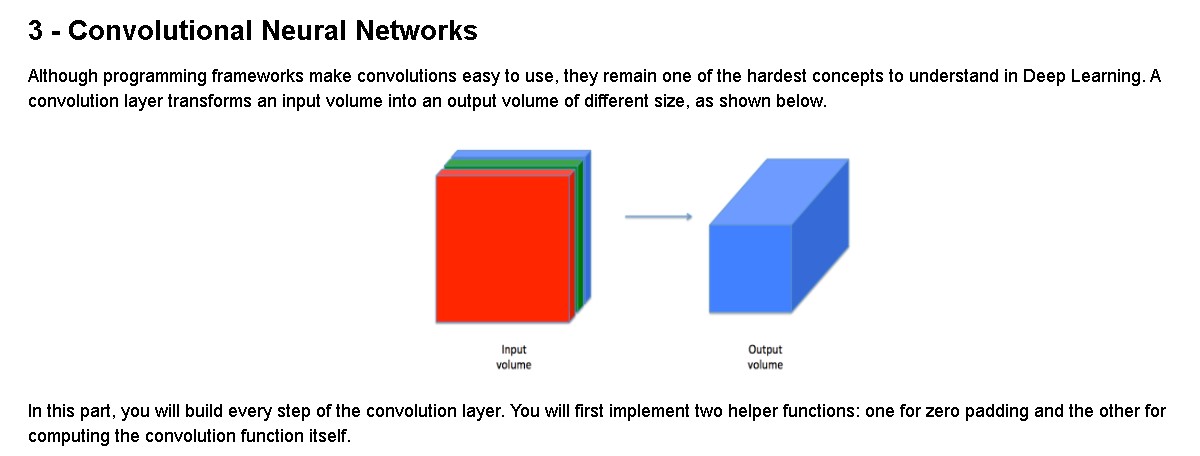 3 - Convolutional Neural Networks
Although programming frameworks make convolutions easy to use, they remain one of the hardest concepts to understand in Deep Learning. A
convolution layer transforms an input volume into an output volume of different size, as shown below.
Input
volume
Output
volume
In this part, you will build every step of the convolution layer. You will first implement two helper functions: one for zero padding and the other for
computing the convolution function itself.